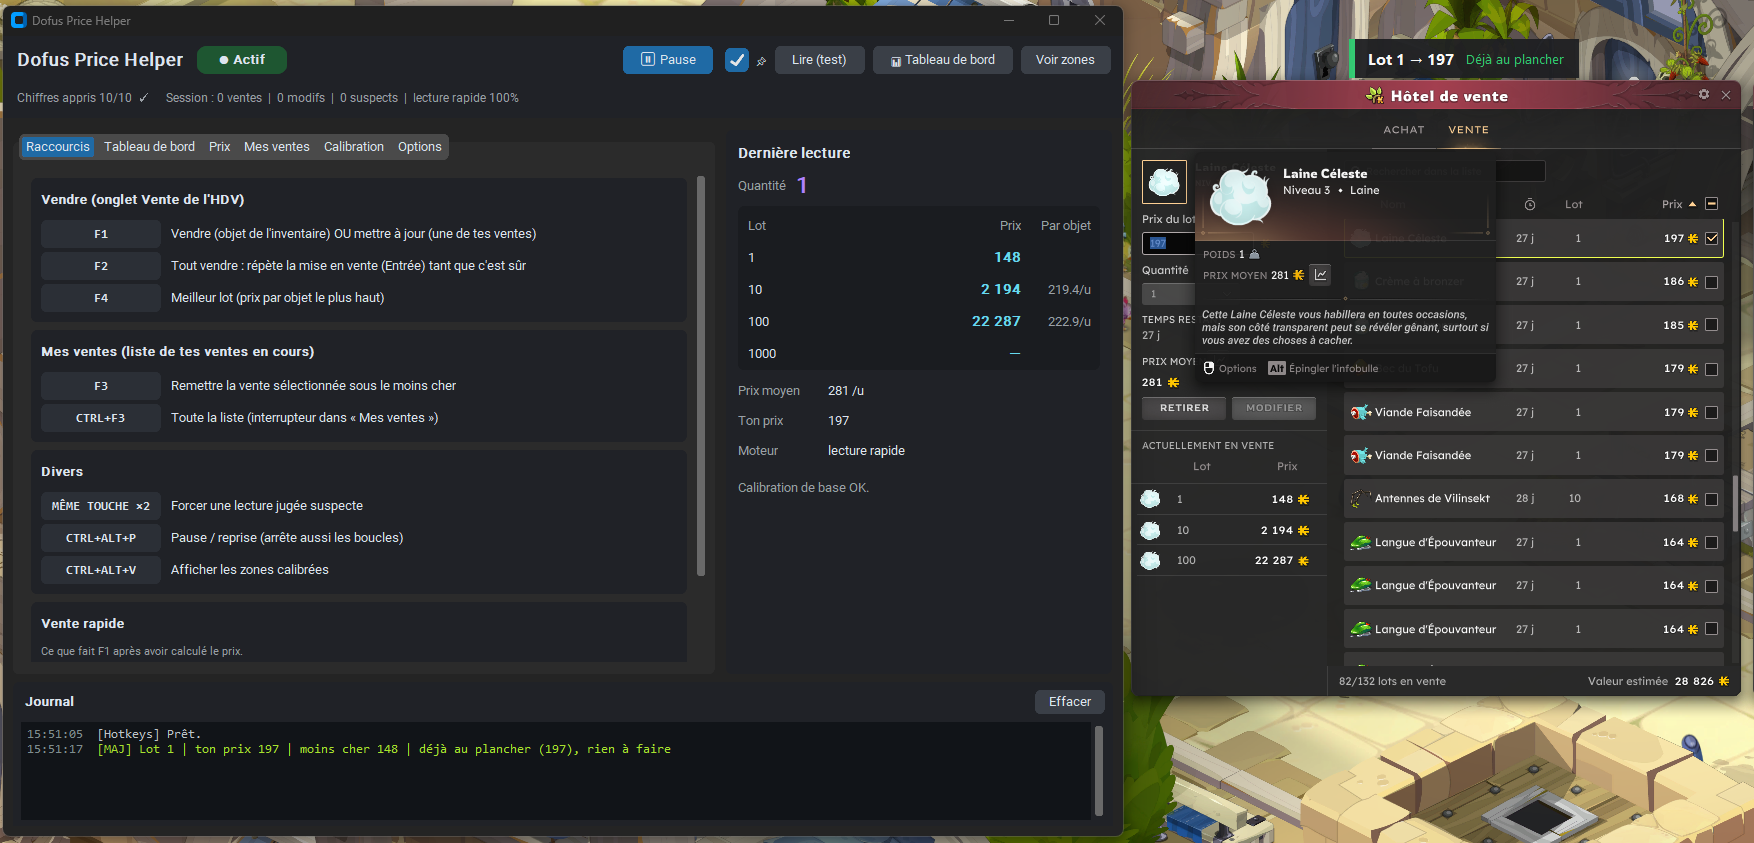 Dofus Price Helper
Dofus Price Helper
Actif
Pause
Lire (test)
Tableau de bord
Voir zones
Chiffres appris 10/10 ✓ Session : 0 ventes | 0 modifs | 0 suspects | lecture rapide 100%
Raccourcis Tableau de bord Prix Mes ventes Calibration Options
Vendre (onglet Vente de l'HDV)
F1 Vendre (objet de l'inventaire) OU mettre à jour (une de tes ventes)
F2 Tout vendre : répète la mise en vente (Entrée) tant que c'est sûr
F4 Meilleur lot (prix par objet le plus haut)
Mes ventes (liste de tes ventes en cours)
F3 Remettre la vente sélectionnée sous le moins cher
CTRL+F3 Toute la liste (interrupteur dans « Mes ventes »)
Divers
MÊME TOUCHE ×2 Forcer une lecture jugée suspecte
CTRL+ALT+P Pause / reprise (arrête aussi les boucles)
CTRL+ALT+V Afficher les zones calibrées
Vente rapide
Ce que fait F1 après avoir calculé le prix.
Dernière lecture
Quantité 1
Lot Prix Par objet
1 148
10 2 194 219.4/u
100 22 287 222.9/u
1000 —
Prix moyen 281 /u
Ton prix 197
Moteur lecture rapide
Calibration de base OK.
Journal
Effacer
15:51:05 [Hotkeys] Prêt.
15:51:17 [MAJ] Lot 1 | ton prix 197 | moins cher 148 | déjà au plancher (197), rien à faire
Lot 1 → 197 Déjà au plancher
Hôtel de vente
ACHAT VENTE
Prix du lot
197
Quantité
1
TEMPS RES
27 j
PRIX MOYE
281
RETIRER MODIFIER
ACTUELLEMENT EN VENTE
Lot Prix
1 148
10 2 194
100 22 287
Laine Céleste
Niveau 3 • Laine
POIDS 1
PRIX MOYEN 281
Cette Laine Céleste vous habillera en toutes occasions,
mais son côté transparent peut se révéler gênant, surtout si
vous avez des choses à cacher.
Options Alt Épingler l'infobulle
Lot Prix
Laine Céleste 27 j 1 197
Crème à bronzer 27 j 1 186
27 j 1 185
du Tofu 27 j 1 179
Viande Faisandée 27 j 1 179
Viande Faisandée 27 j 1 179
Antennes de Vilinsekt 28 j 10 168
Langue d'Épouvanteur 27 j 1 164
Langue d'Épouvanteur 27 j 1 164
Langue d'Épouvanteur 27 j 1 164
82/132 lots en vente Valeur estimée 28 826